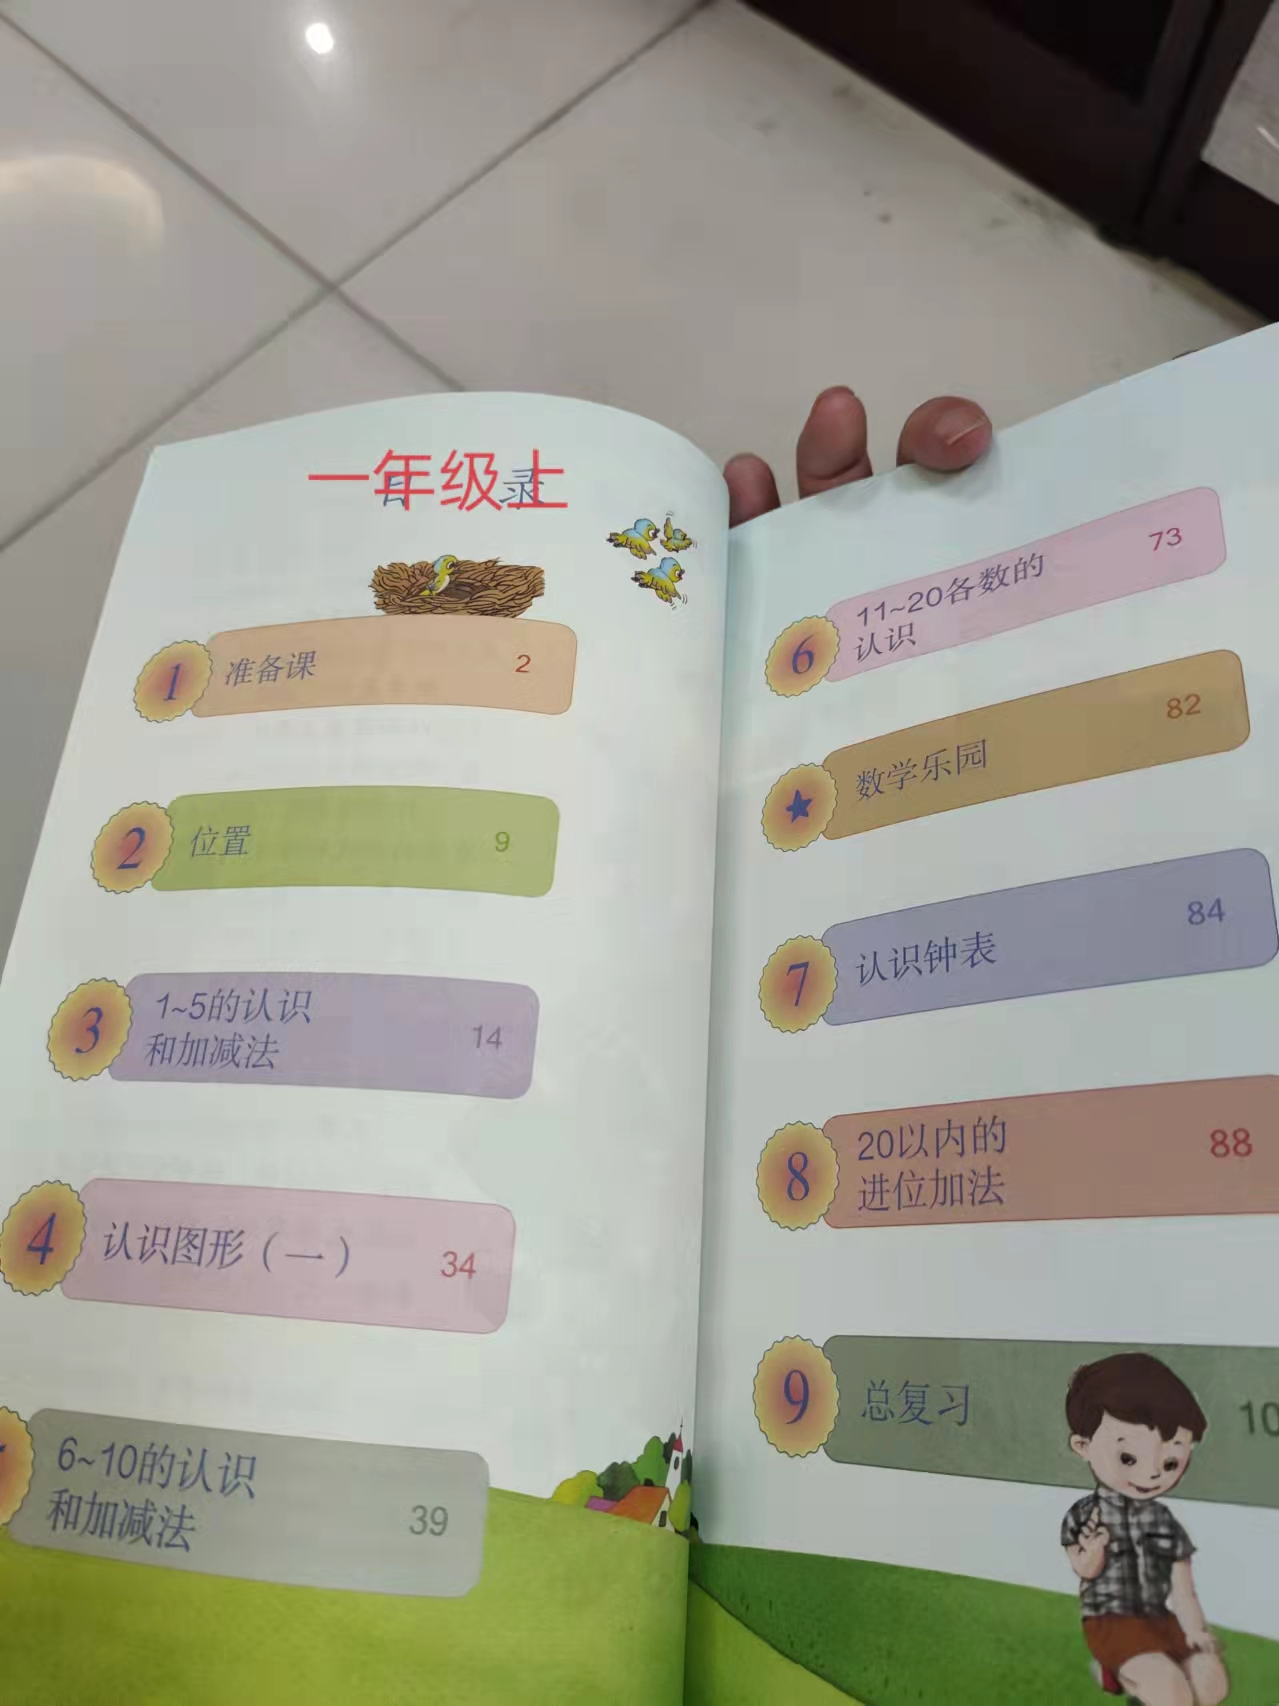 一年级上
目录
1 准备课 2
2 位置 9
3 1~5的认识
和加减法 14
4 认识图形（一） 34
6~10的认识
和加减法 39
6 11~20各数的
认识 73
数学乐园 82
7 认识钟表 84
8 20以内的
进位加法 88
9 总复习 10